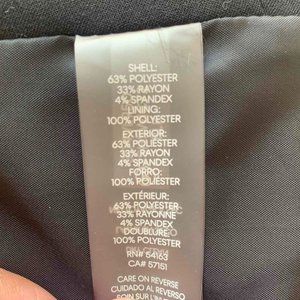 SHELL:
63% POLYESTER
33% RAYON
4% SPANDEX
LINING:
100% POLYESTER
EXTERIOR:
63% POLIÉSTER
33% RAYON
4% SPANDEX
FORRO:
100% POLIÉSTER
EXTÉRIEUR:
63% POLYESTER
33% RAYONNE
4% SPANDEX
DOUBLURE:
100% POLYESTER
RN# 54163
CA# 57151
CARE ON REVERSE
CUIDADO AL REVERSO